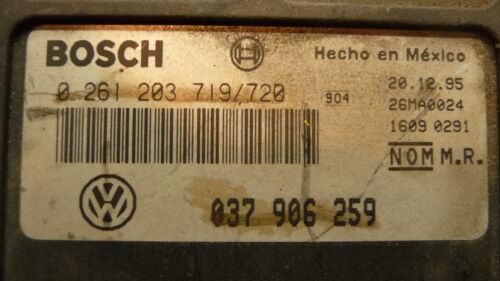 BOSCH
Hecho en México
0 261 203 719/720
904
20.12.95
26MA0024
1609 0291
NOM M.R.
037 906 259